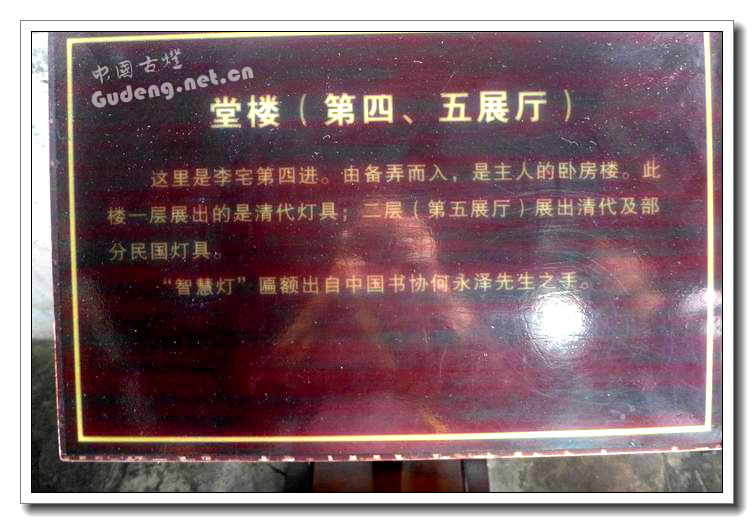 中国古灯
Gudeng.net.cn
堂楼（第四、五展厅）
这里是李宅第四进。由备弄而入，是主人的卧房楼。此
楼一层展出的是清代灯具；二层（第五展厅）展出清代及部
分民国灯具。
“智慧灯”匾额出自中国书协何永泽先生之手。